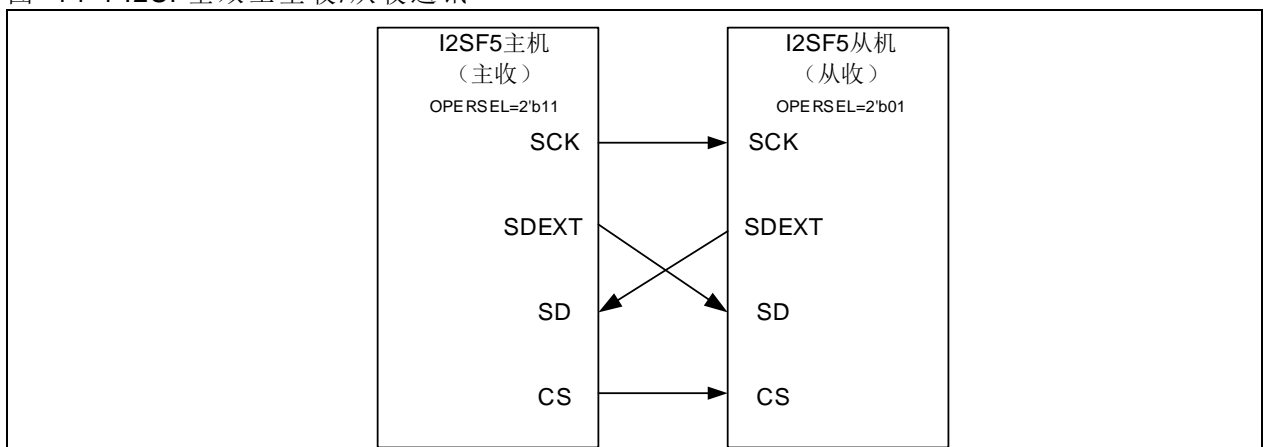 I2SF5主机
（主收）
OPERSEL=2'b11
SCK
SDEXT
SD
CS
I2SF5从机
（从收）
OPERSEL=2'b01
SCK
SDEXT
SD
CS